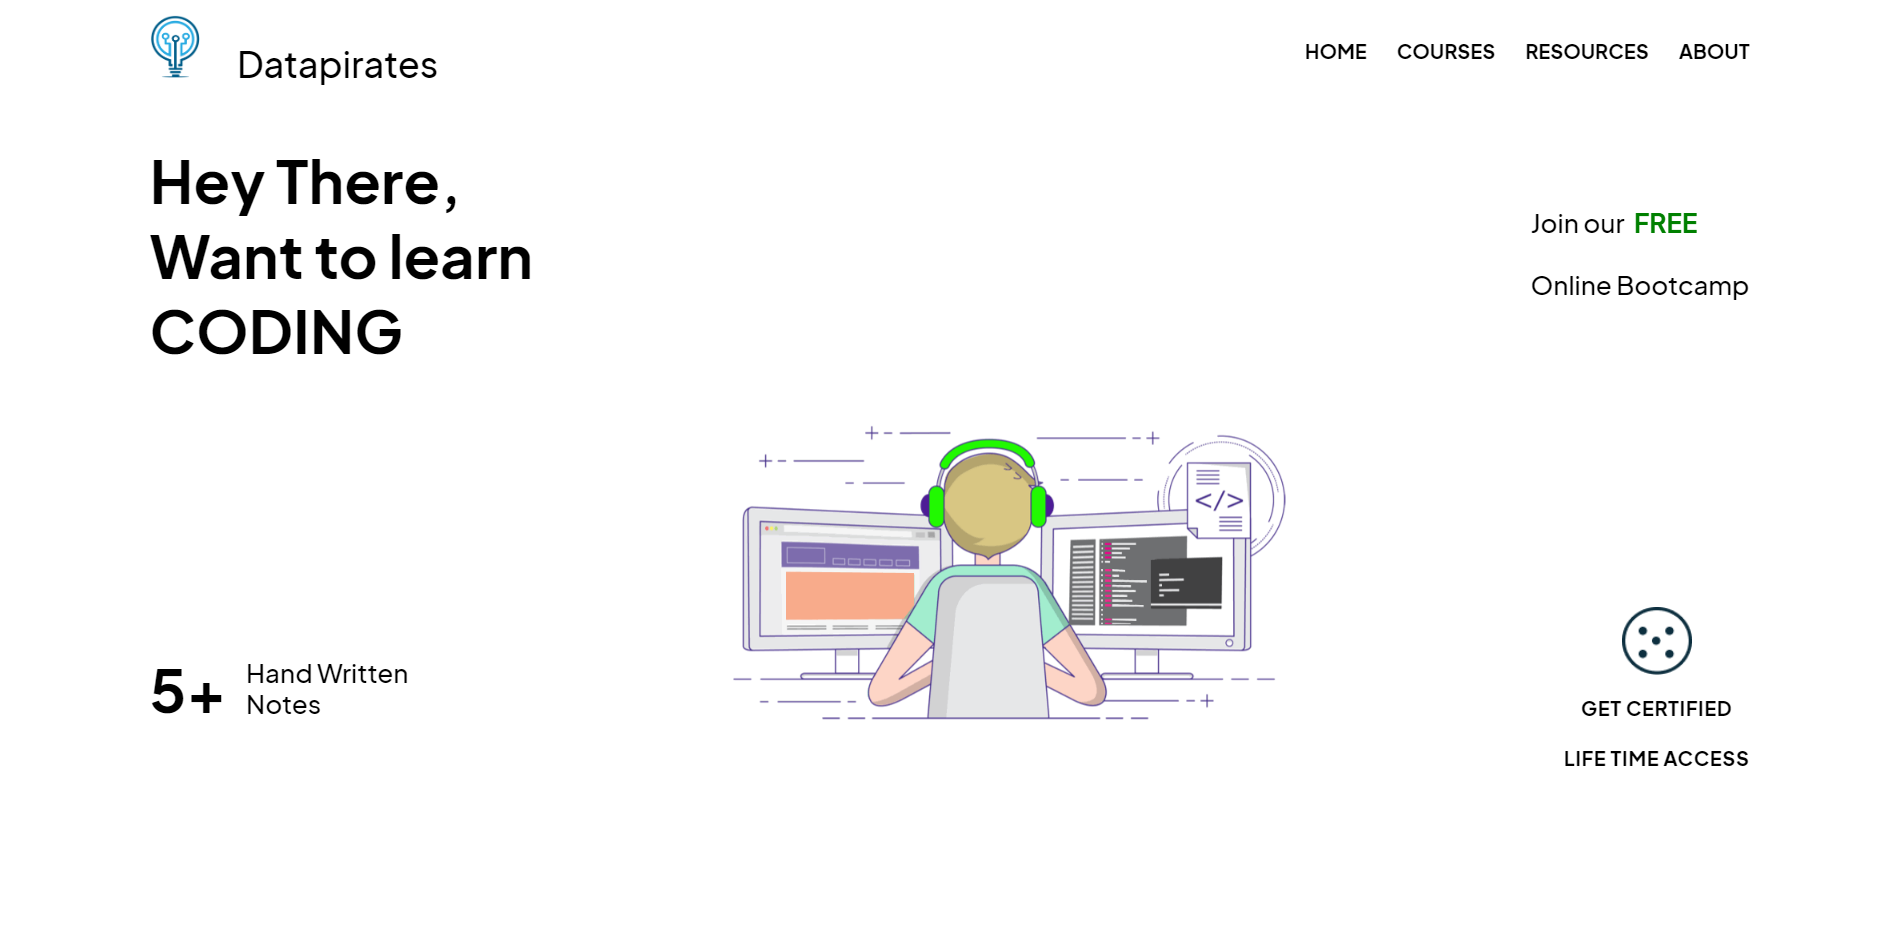 Datapirates
HOME COURSES RESOURCES ABOUT
Hey There,
Want to learn
CODING
Join our FREE
Online Bootcamp
</>
5+
Hand Written
Notes
GET CERTIFIED
LIFE TIME ACCESS